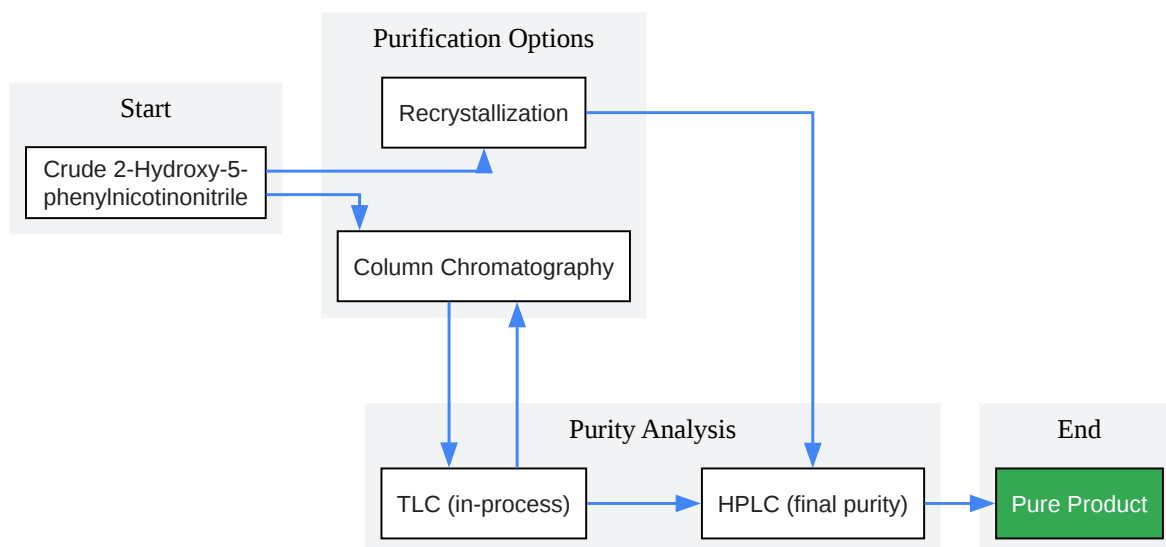 Purification Options
Recrystallization
Start
Crude 2-Hydroxy-5-
phenylnicotinonitrile
Column Chromatography
Purity Analysis
TLC (in-process)
HPLC (final purity)
End
Pure Product